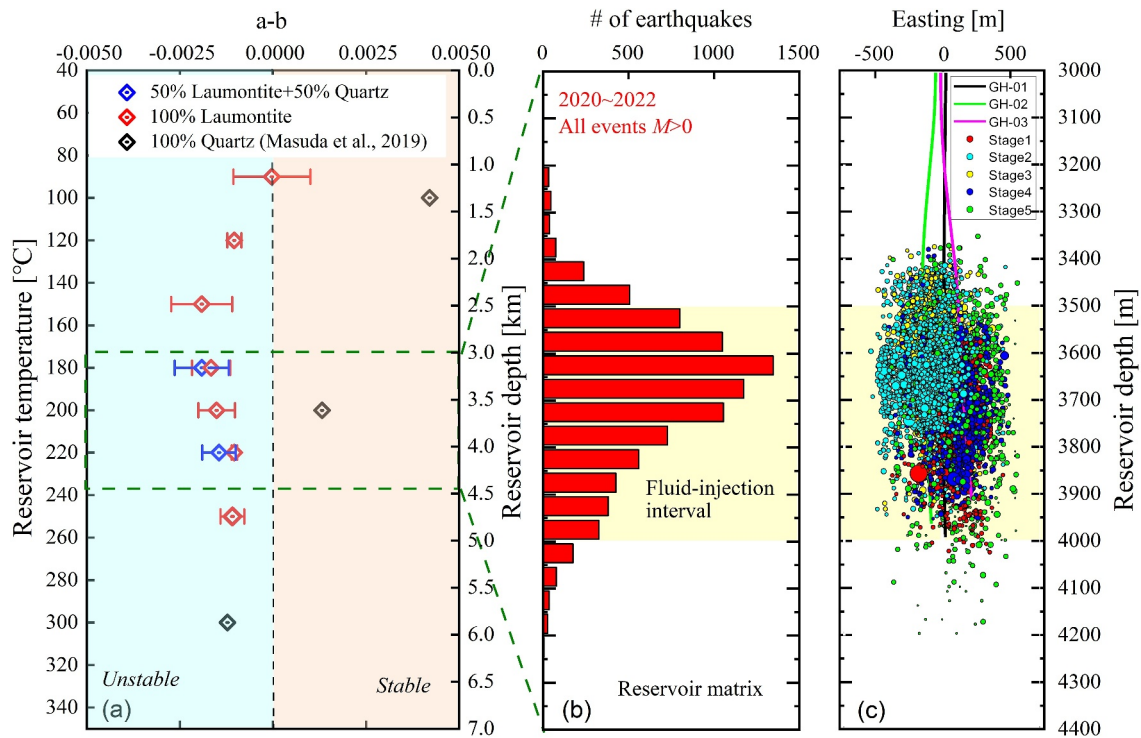 a-b
-0.0050 -0.0025 0.0000 0.0025 0.0050
Reservoir temperature [°C]
40
60
80
100
120
140
160
180
200
220
240
260
280
300
320
350
50% Laumontite+50% Quartz
100% Laumontite
100% Quartz (Masuda et al., 2019)
Unstable
Stable
(a)
0.0
0.5
1.0
1.5
2.0
2.5
3.0
3.5
4.0
4.5
5.0
5.5
6.0
6.5
7.0
Reservoir depth [km]
# of earthquakes
0 500 1000 1500
2020~2022
All events M>0
Fluid-injection
interval
Reservoir matrix
(b)
Easting [m]
-500 0 500
GH-01
GH-02
GH-03
Stage1
Stage2
Stage3
Stage4
Stage5
(c)
3000
3100
3200
3300
3400
3500
3600
3700
3800
3900
4000
4100
4200
4300
4400
Reservoir depth [m]